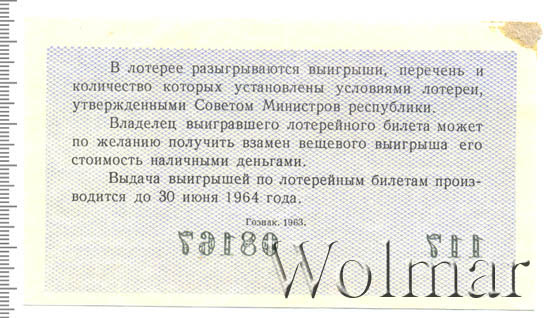 В лотерее разыгрываются выигрыши, перечень и
количество которых установлены условиями лотереи,
утвержденными Советом Министров республики.
Владелец выигравшего лотерейного билета может
по желанию получить взамен вещевого выигрыша его
стоимость наличными деньгами.
Выдача выигрышей по лотерейным билетам произ-
водится до 30 июня 1964 года.
Гознак. 1963.
Wolmar